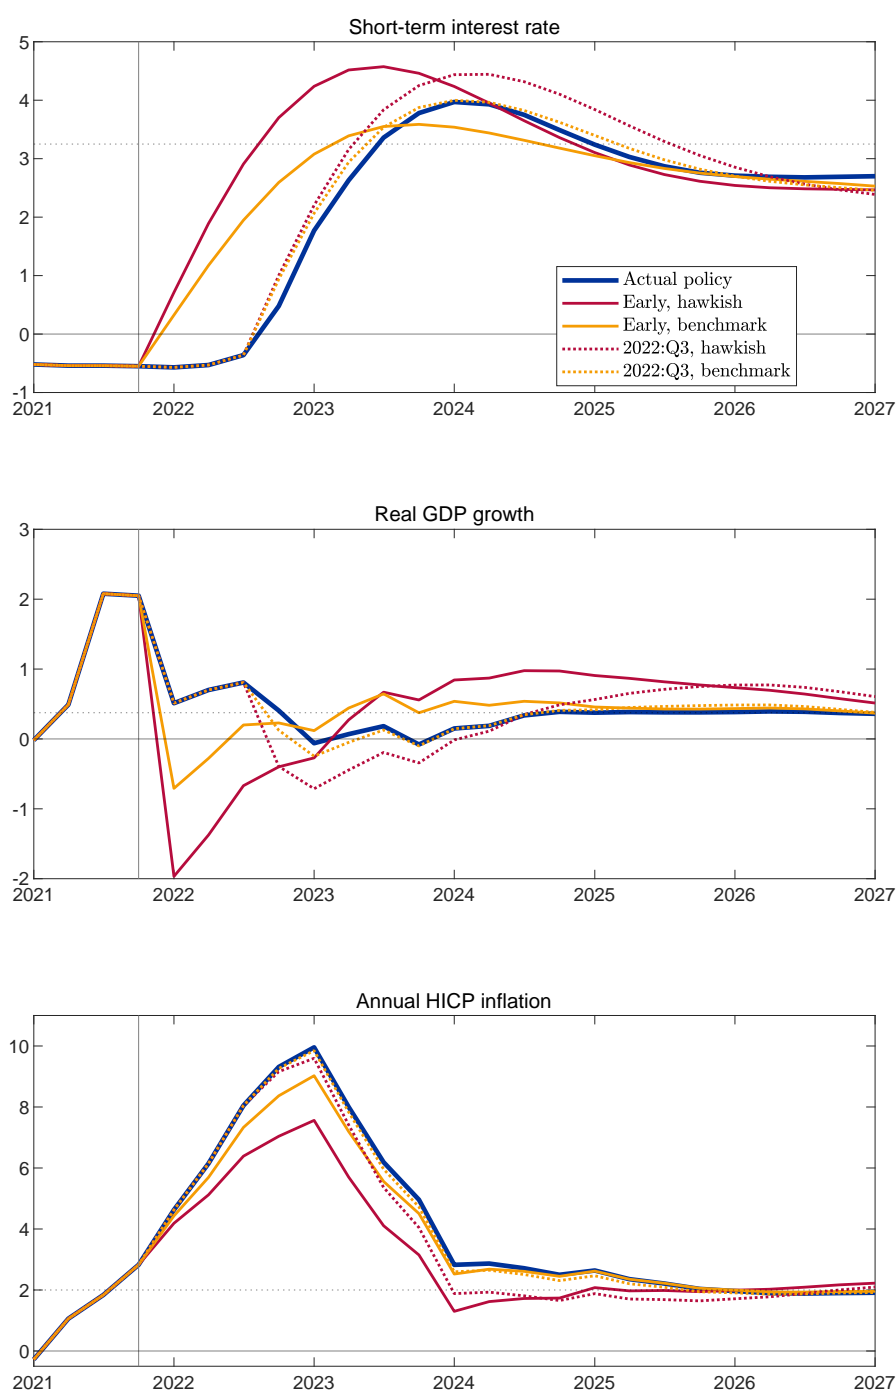 Short-term interest rate
5
4
3
2
1
0
-1
Actual policy
Early, hawkish
Early, benchmark
2022:Q3, hawkish
2022:Q3, benchmark
2021 2022 2023 2024 2025 2026 2027
Real GDP growth
3
2
1
0
-1
-2
2021 2022 2023 2024 2025 2026 2027
Annual HICP inflation
10
8
6
4
2
0
2021 2022 2023 2024 2025 2026 2027